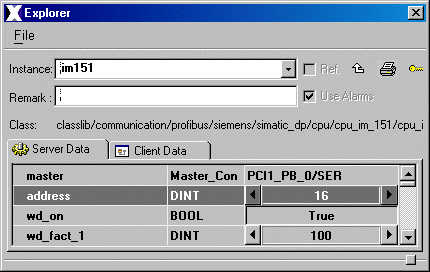 Explorer
File
Instance: im151 Ref.
Remark : Use Alarms
Class: classlib/communication/profibus/siemens/simatic_dp/cpu/cpu_im_151/cpu_i
Server Data Client Data
master Master_Con PCI1_PB_0/SER
address DINT 16
wd_on BOOL True
wd_fact_1 DINT 100